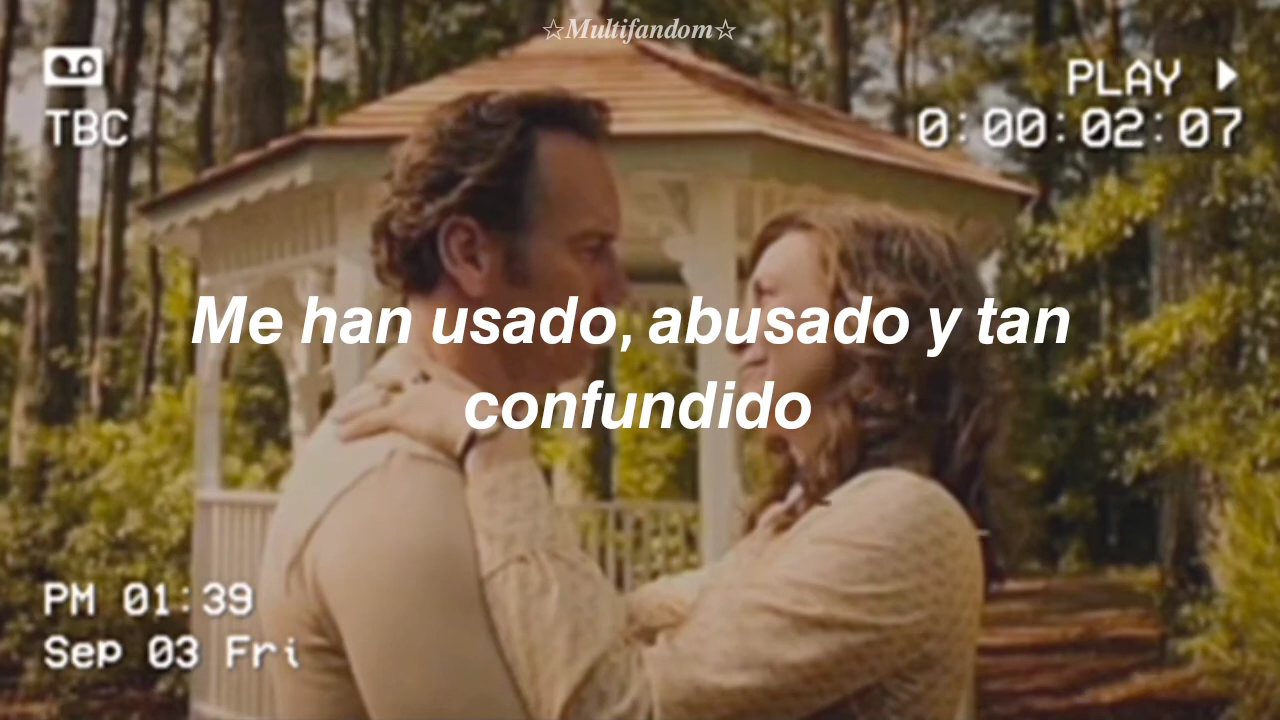 ☆Multifandom☆
TBC
PLAY
0:00:02:07
Me han usado, abusado y tan
confundido
PM 01:39
Sep 03 Fri